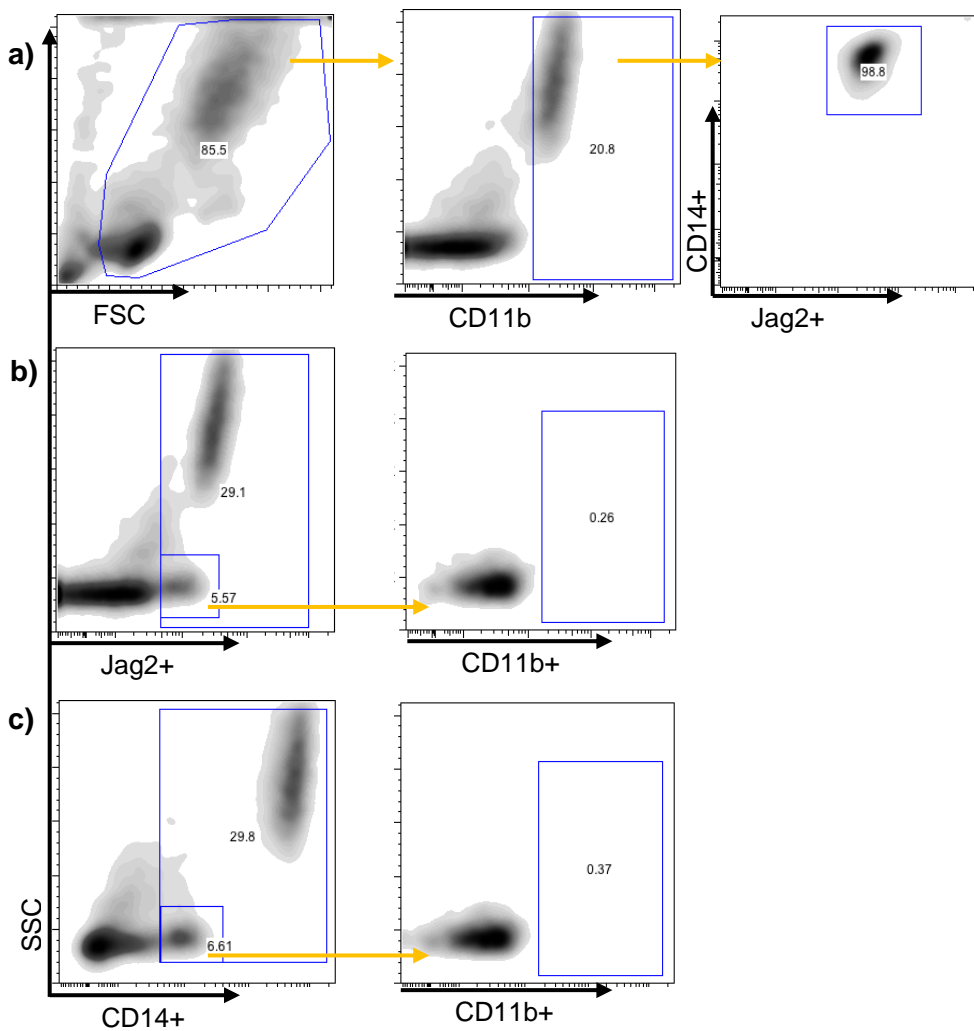 a)
85.5
20.8
98.8
CD14+
FSC
CD11b
Jag2+
b)
29.1
5.57
0.26
Jag2+
CD11b+
c)
29.8
6.61
0.37
SSC
CD14+
CD11b+